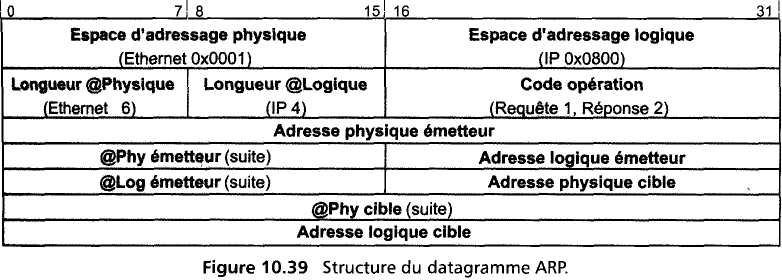 0 7 8 15 16 31
Espace d'adressage physique Espace d'adressage logique
(Ethernet 0x0001) (IP 0x0800)
Longueur @Physique Longueur @Logique Code opération
(Ethernet 6) (IP 4) (Requête 1, Réponse 2)
Adresse physique émetteur
@Phy émetteur (suite) Adresse logique émetteur
@Log émetteur (suite) Adresse physique cible
@Phy cible (suite)
Adresse logique cible
Figure 10.39 Structure du datagramme ARP.